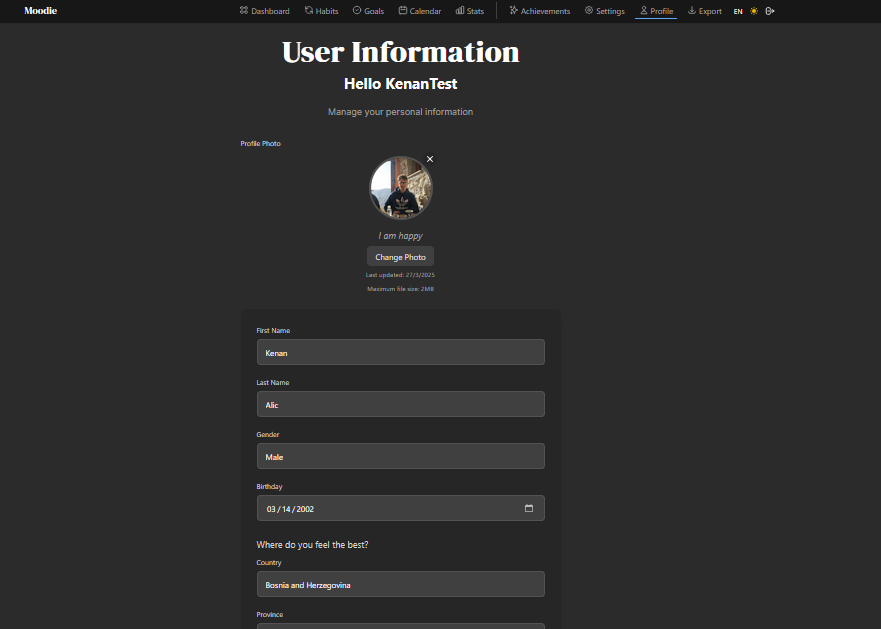 Moodie
Dashboard Habits Goals Calendar Stats Achievements Settings Profile Export EN
User Information
Hello KenanTest
Manage your personal information
Profile Photo
I am happy
Change Photo
Last updated: 27/3/2025
Maximum file size: 2MB
First Name
Kenan
Last Name
Alic
Gender
Male
Birthday
03 / 14 / 2002
Where do you feel the best?
Country
Bosnia and Herzegovina
Province